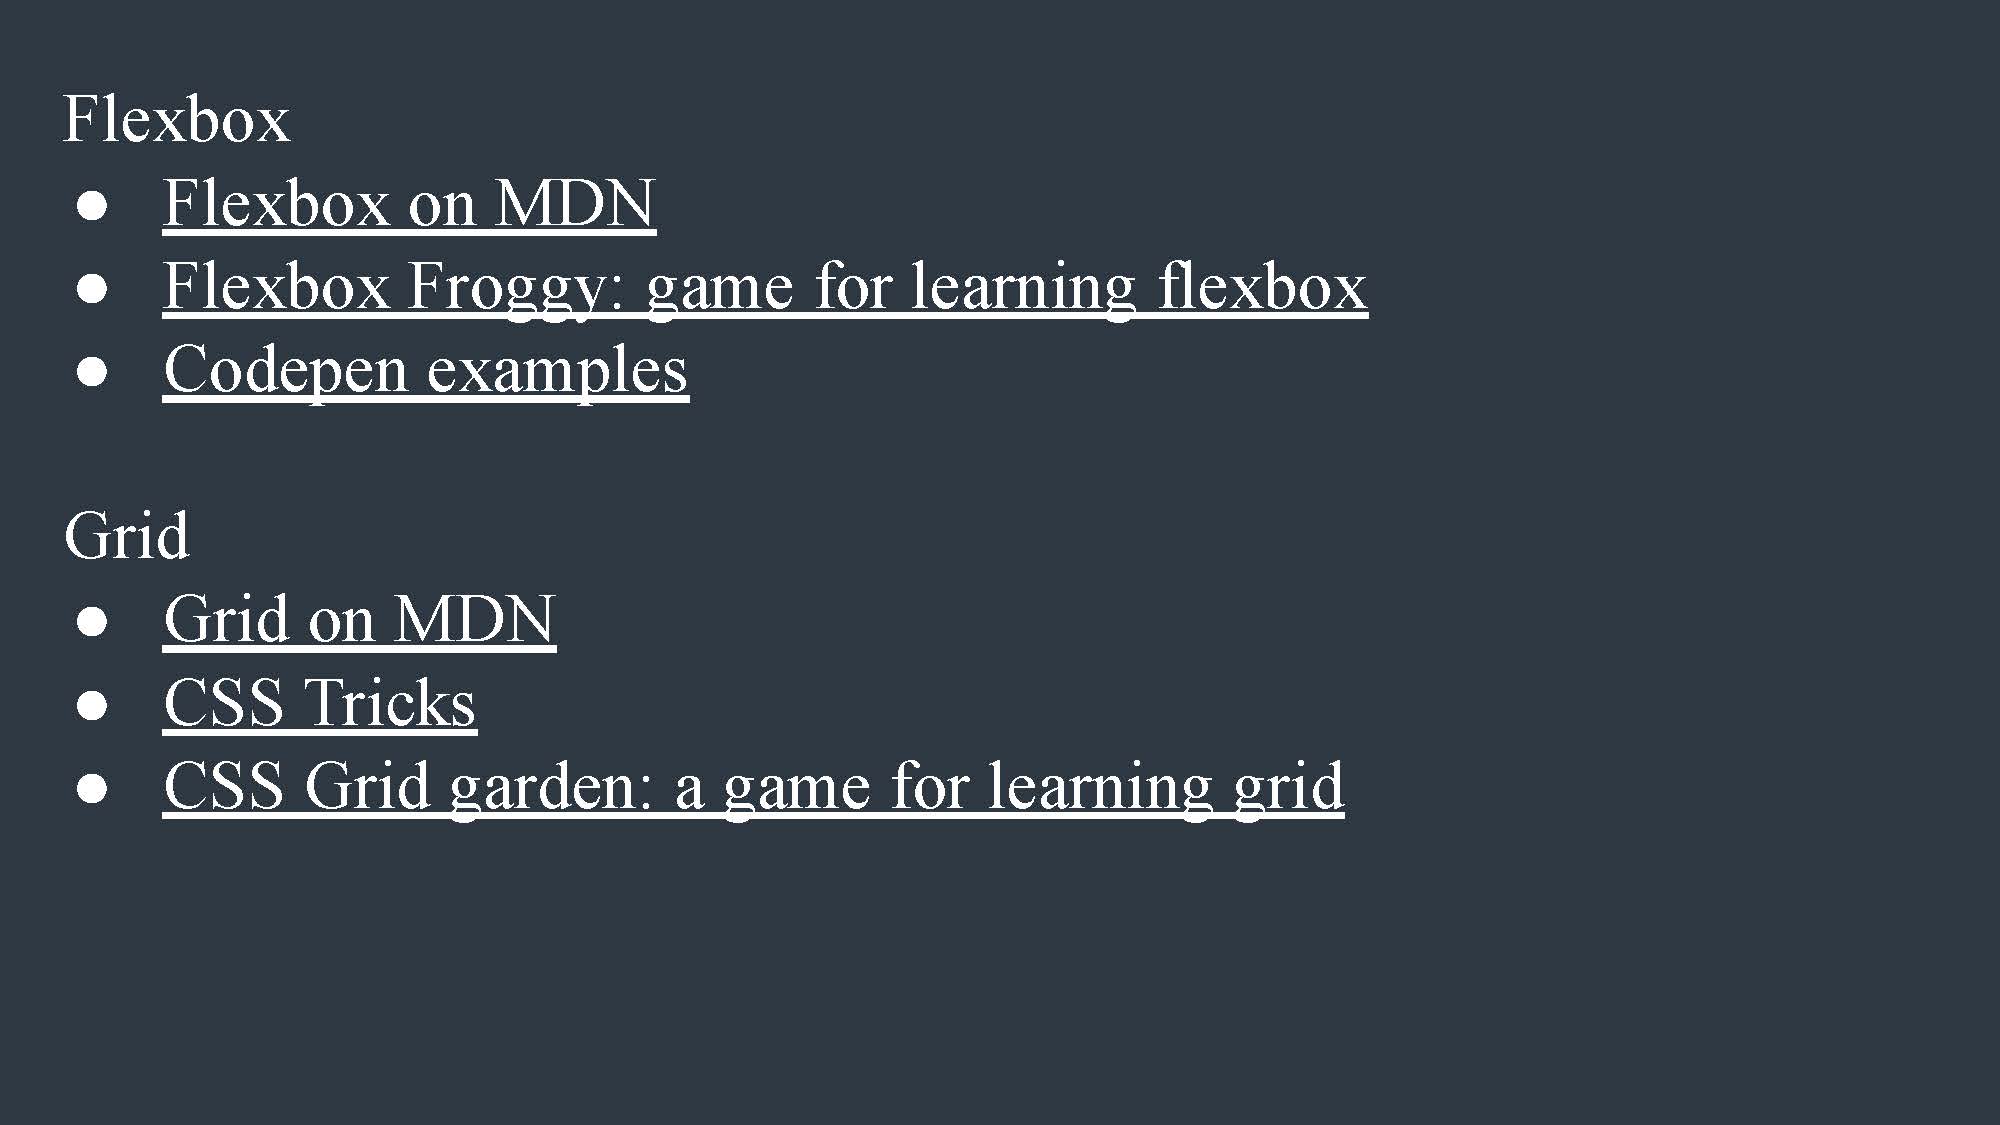 Flexbox
● Flexbox on MDN
● Flexbox Froggy: game for learning flexbox
● Codepen examples
Grid
● Grid on MDN
● CSS Tricks
● CSS Grid garden: a game for learning grid